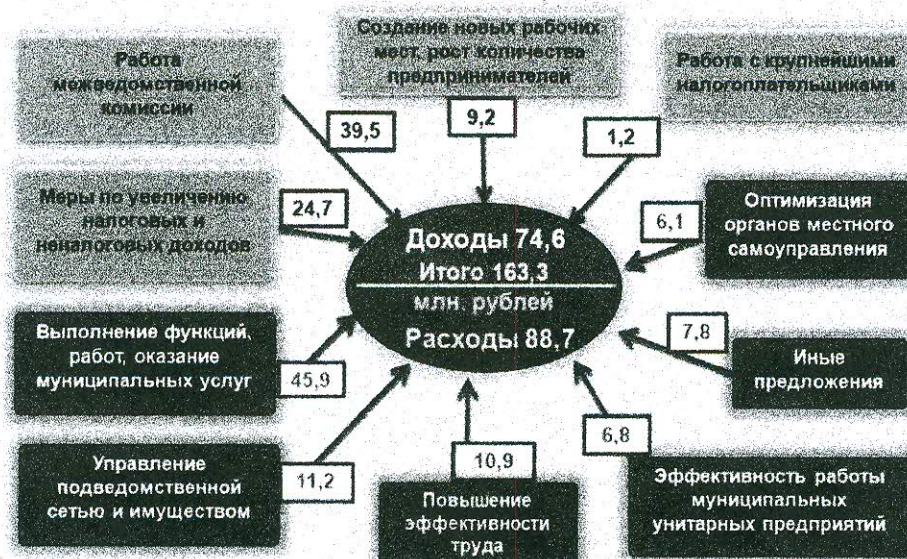 Работа
межведомственной
комиссии
39,5
Создание новых рабочих
мест, рост количества
предпринимателей
9,2
Работа с крупнейшими
налогоплательщиками
1,2
Меры по увеличению
налоговых и
неналоговых доходов
24,7
Доходы 74,6
Итого 163,3
млн. рублей
Расходы 88,7
Оптимизация
органов местного
самоуправления
6,1
Выполнение функций,
работ, оказание
муниципальных услуг
45,9
7,8
Иные
предложения
Управление
подведомственной
сетью и имуществом
11,2
10,9
Повышение
эффективности
труда
6,8
Эффективность работы
муниципальных
унитарных предприятий